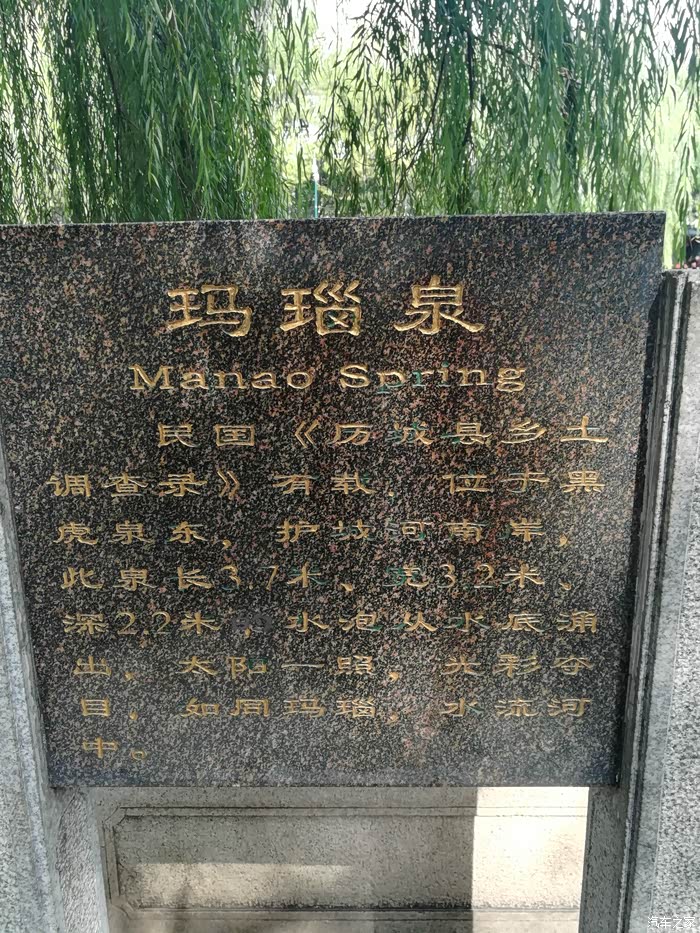 玛瑙泉
Manao Spring
民国《历城县乡土
调查录》有载，位于黑
虎泉东，护城河南岸，
此泉长3.7米、宽3.2米、
深2.2米，水泡从水底涌
出，太阳一照，光彩夺
目，如同玛瑙，水流河
中。
汽车之家